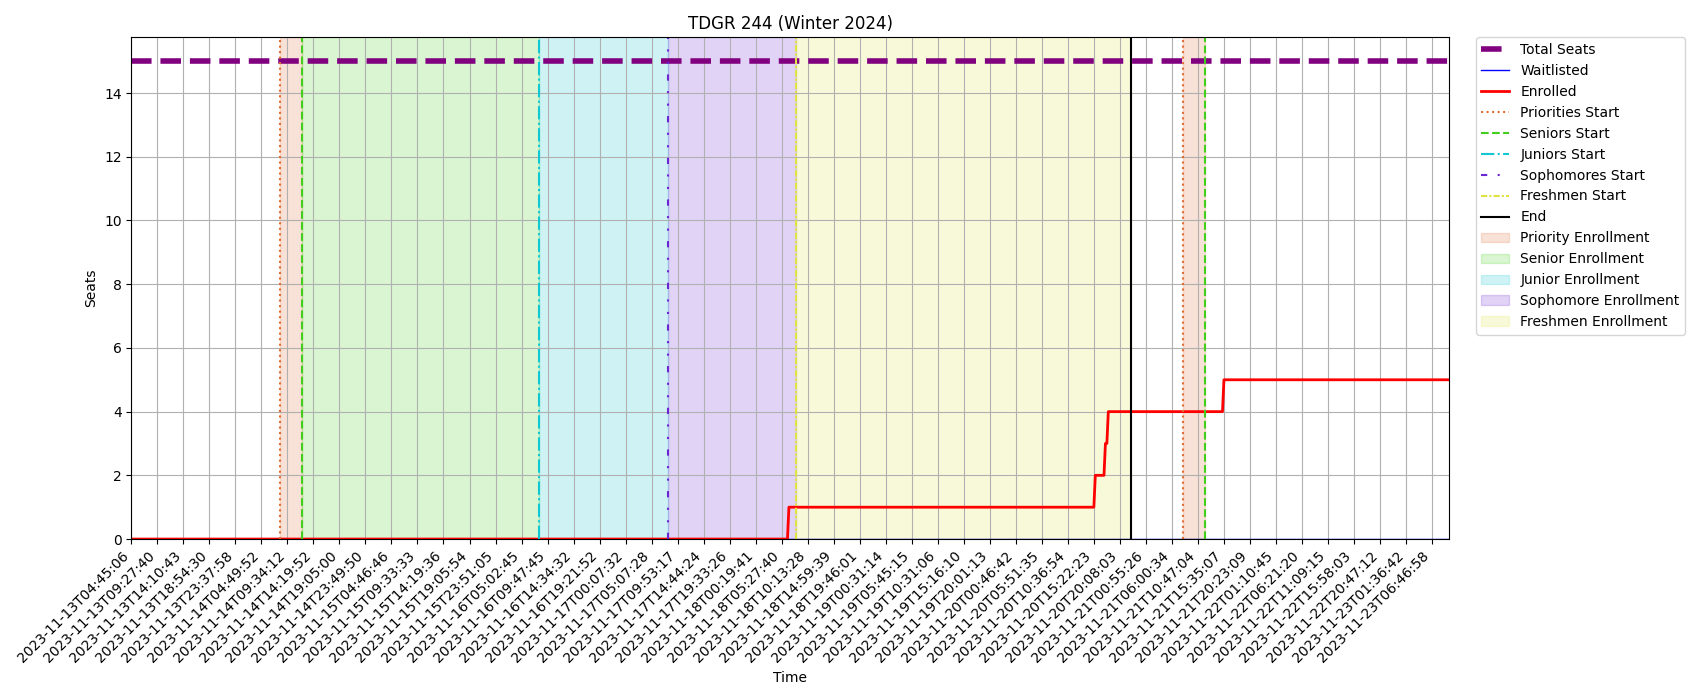 TDGR 244 (Winter 2024)
Seats
14
12
10
8
6
4
2
0
2023-11-13T04:45:06
2023-11-13T09:27:40
2023-11-13T14:10:43
2023-11-13T18:54:30
2023-11-13T23:37:58
2023-11-14T04:49:52
2023-11-14T09:34:12
2023-11-14T14:19:52
2023-11-14T19:05:00
2023-11-14T23:49:50
2023-11-15T04:46:46
2023-11-15T09:33:33
2023-11-15T14:19:36
2023-11-15T19:05:54
2023-11-15T23:51:05
2023-11-16T05:02:45
2023-11-16T09:47:45
2023-11-16T14:34:32
2023-11-16T19:21:52
2023-11-17T00:07:32
2023-11-17T05:07:28
2023-11-17T09:53:17
2023-11-17T14:44:24
2023-11-17T19:33:26
2023-11-18T00:19:41
2023-11-18T05:27:40
2023-11-18T10:13:28
2023-11-18T14:59:39
2023-11-18T19:46:01
2023-11-19T00:31:14
2023-11-19T05:45:15
2023-11-19T10:31:06
2023-11-19T15:16:10
2023-11-19T20:01:13
2023-11-20T00:46:42
2023-11-20T05:51:35
2023-11-20T10:36:54
2023-11-20T15:22:23
2023-11-20T20:08:03
2023-11-21T00:55:26
2023-11-21T06:00:34
2023-11-21T10:47:04
2023-11-21T15:35:07
2023-11-21T20:23:09
2023-11-22T01:10:45
2023-11-22T06:21:20
2023-11-22T11:09:15
2023-11-22T15:58:03
2023-11-22T20:47:12
2023-11-23T01:36:42
2023-11-23T06:46:58
Time
Total Seats
Waitlisted
Enrolled
Priorities Start
Seniors Start
Juniors Start
Sophomores Start
Freshmen Start
End
Priority Enrollment
Senior Enrollment
Junior Enrollment
Sophomore Enrollment
Freshmen Enrollment